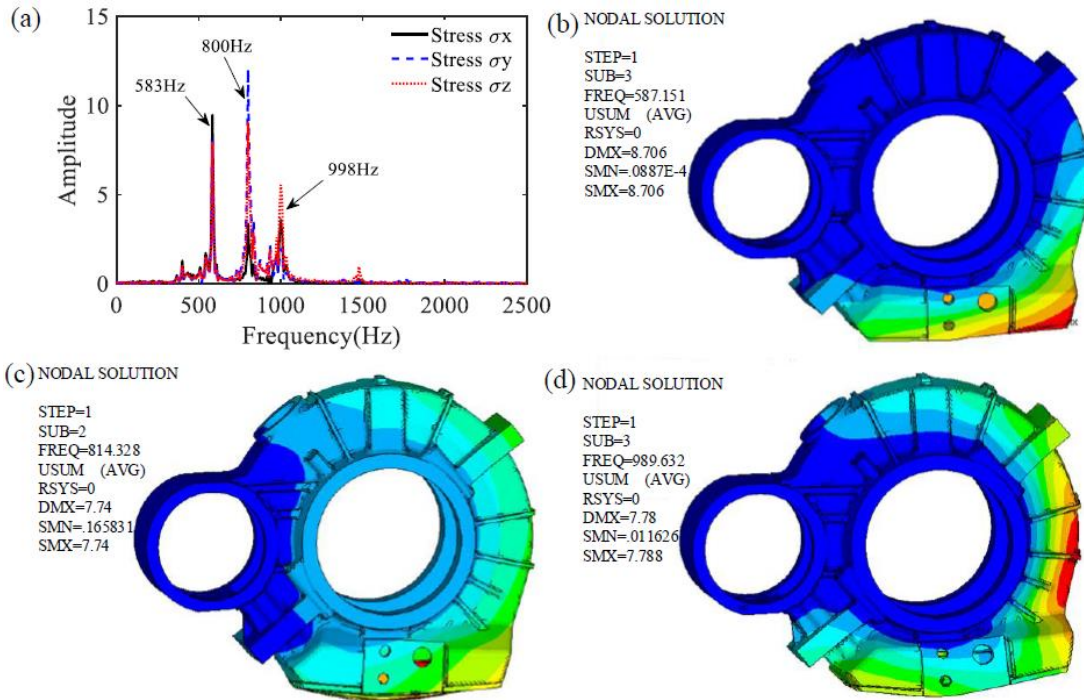 (a)
15
10
5
0
Amplitude
583Hz
800Hz
998Hz
Stress σx
Stress σy
Stress σz
0 500 1000 1500 2000 2500
Frequency(Hz)
(b) NODAL SOLUTION
STEP=1
SUB=3
FREQ=587.151
USUM (AVG)
RSYS=0
DMX=8.706
SMN=.0887E-4
SMX=8.706
(c) NODAL SOLUTION
STEP=1
SUB=2
FREQ=814.328
USUM (AVG)
RSYS=0
DMX=7.74
SMN=.165831
SMX=7.74
(d) NODAL SOLUTION
STEP=1
SUB=3
FREQ=989.632
USUM (AVG)
RSYS=0
DMX=7.78
SMN=.011626
SMX=7.788